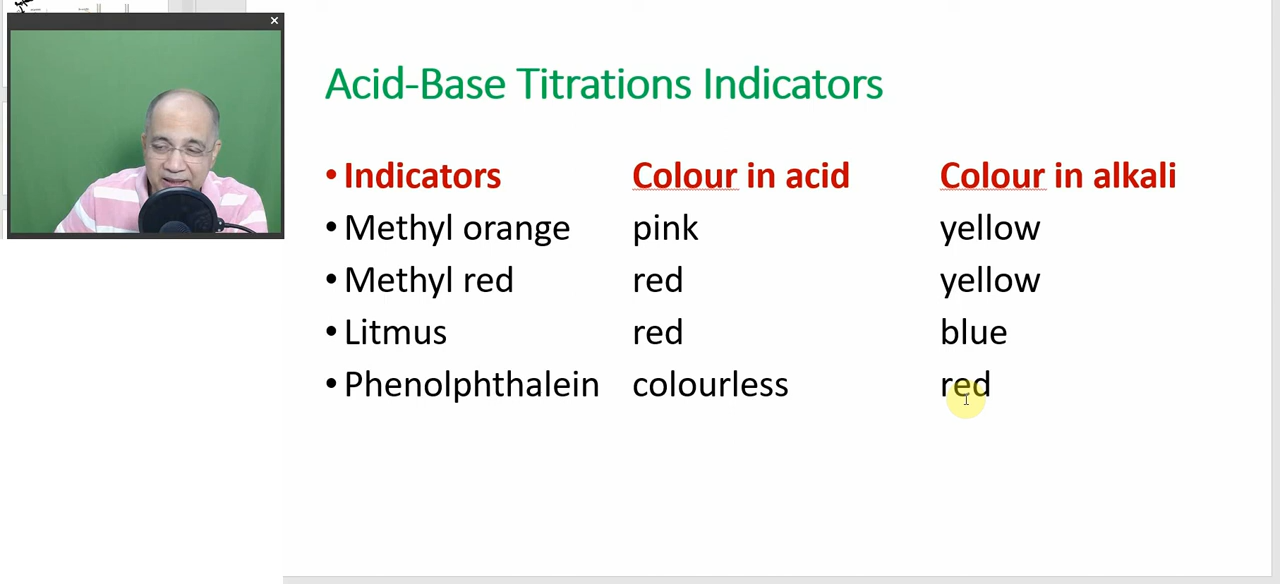 Acid-Base Titrations Indicators
• Indicators Colour in acid Colour in alkali
• Methyl orange pink yellow
• Methyl red red yellow
• Litmus red blue
• Phenolphthalein colourless red